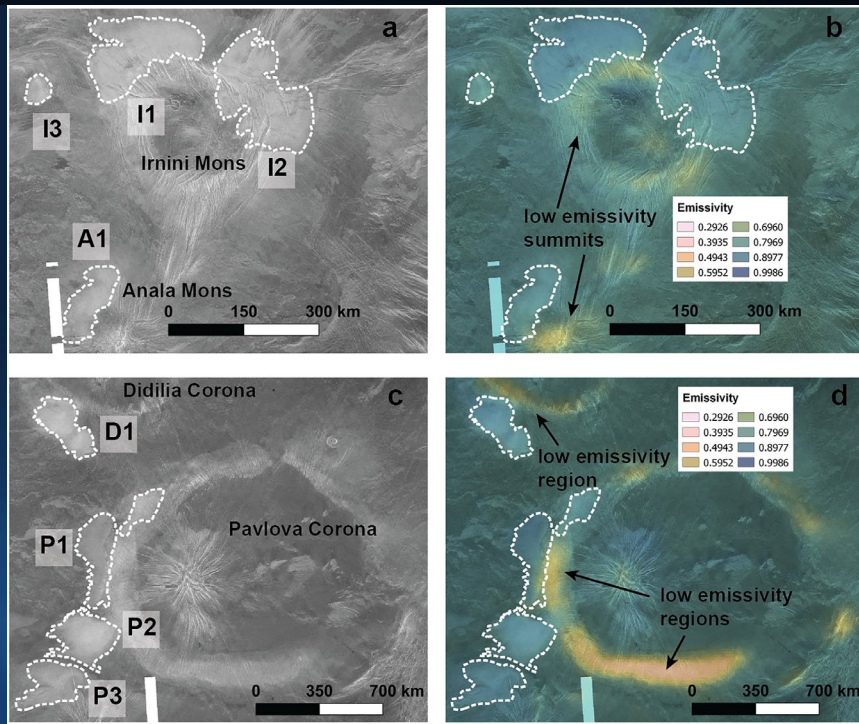 a
I3
I1
Irnini Mons
I2
A1
Anala Mons
0 150 300 km
b
low emissivity
summits
Emissivity
0.2926 0.6960
0.3935 0.7969
0.4943 0.8977
0.5952 0.9986
0 150 300 km
c
Didilia Corona
D1
Pavlova Corona
P1
P2
P3
0 350 700 km
d
Emissivity
0.2926 0.6960
0.3935 0.7969
0.4943 0.8977
0.5952 0.9986
low emissivity
region
low emissivity
regions
0 350 700 km